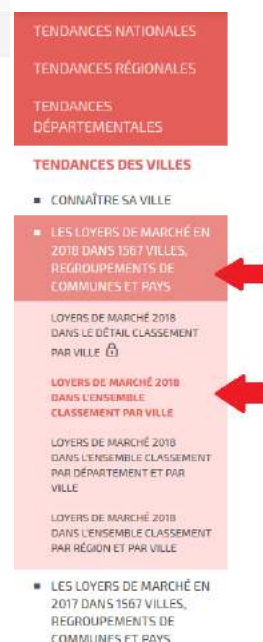 TENDANCES NATIONALES
TENDANCES RÉGIONALES
TENDANCES
DÉPARTEMENTALES
TENDANCES DES VILLES
CONNAÎTRE SA VILLE
LES LOYERS DE MARCHÉ EN
2018 DANS 1567 VILLES,
REGROUPEMENTS DE
COMMUNES ET PAYS
LOYERS DE MARCHÉ 2018
DANS LE DÉTAIL CLASSEMENT
PAR VILLE
LOYERS DE MARCHÉ 2018
DANS L'ENSEMBLE
CLASSEMENT PAR VILLE
LOYERS DE MARCHÉ 2018
DANS L'ENSEMBLE CLASSEMENT
PAR DÉPARTEMENT ET PAR
VILLE
LOYERS DE MARCHÉ 2018
DANS L'ENSEMBLE CLASSEMENT
PAR RÉGION ET PAR VILLE
LES LOYERS DE MARCHÉ EN
2017 DANS 1567 VILLES,
REGROUPEMENTS DE
COMMUNES ET PAYS